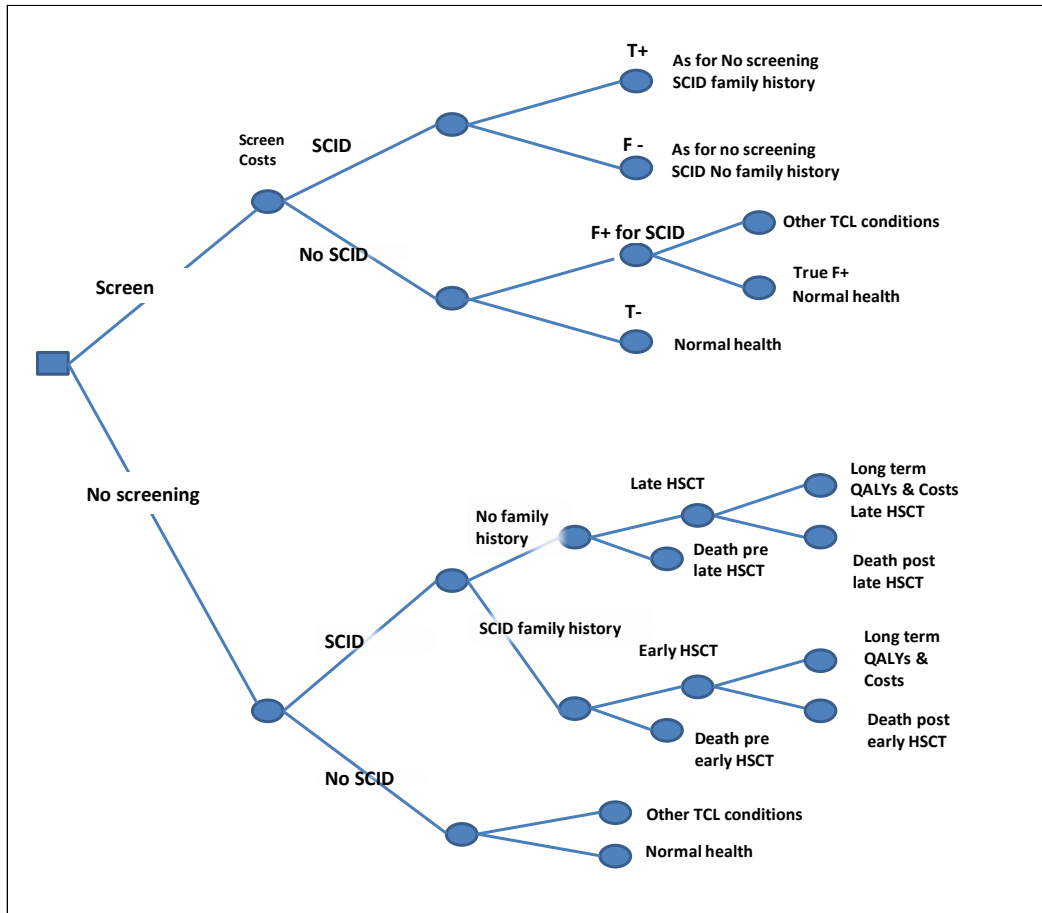 T+
As for No screening
SCID family history
Screen
Costs
SCID
F -
As for no screening
SCID No family history
No SCID
F+ for SCID
Other TCL conditions
True F+
Normal health
Screen
T-
Normal health
No screening
No family
history
Late HSCT
Long term
QALYs & Costs
Late HSCT
Death pre
late HSCT
Death post
late HSCT
SCID
SCID family history
Early HSCT
Long term
QALYs &
Costs
Death pre
early HSCT
Death post
early HSCT
No SCID
Other TCL conditions
Normal health